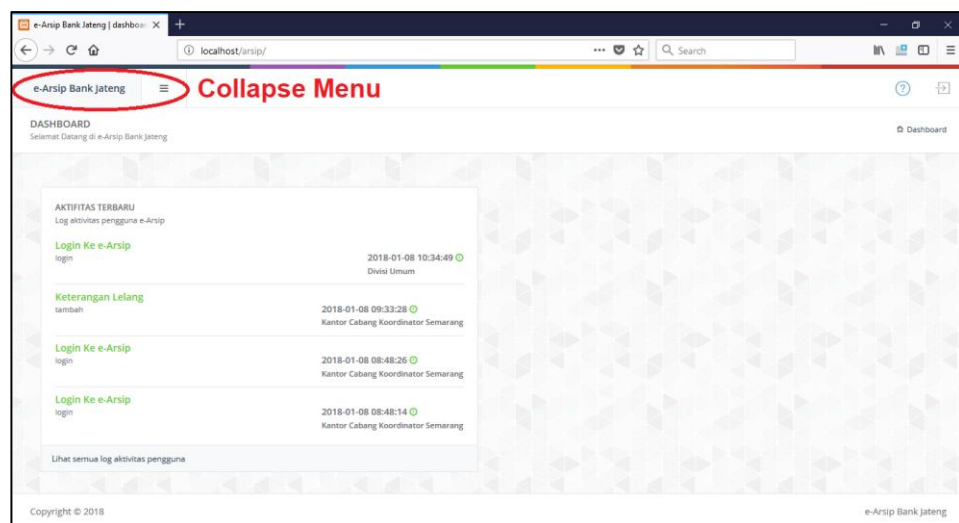 e-Arsip Bank Jateng | dashboa
localhost/arsip/
Search
e-Arsip Bank Jateng
Collapse Menu
DASHBOARD
Selamat Datang di e-Arsip Bank Jateng
Dashboard
AKTIFITAS TERBARU
Log aktivitas pengguna e-Arsip
Login Ke e-Arsip
login
2018-01-08 10:34:49
Divisi Umum
Keterangan Lelang
tambah
2018-01-08 09:33:28
Kantor Cabang Koordinator Semarang
Login Ke e-Arsip
login
2018-01-08 08:48:26
Kantor Cabang Koordinator Semarang
Login Ke e-Arsip
login
2018-01-08 08:48:14
Kantor Cabang Koordinator Semarang
Lihat semua log aktivitas pengguna
Copyright © 2018
e-Arsip Bank Jateng